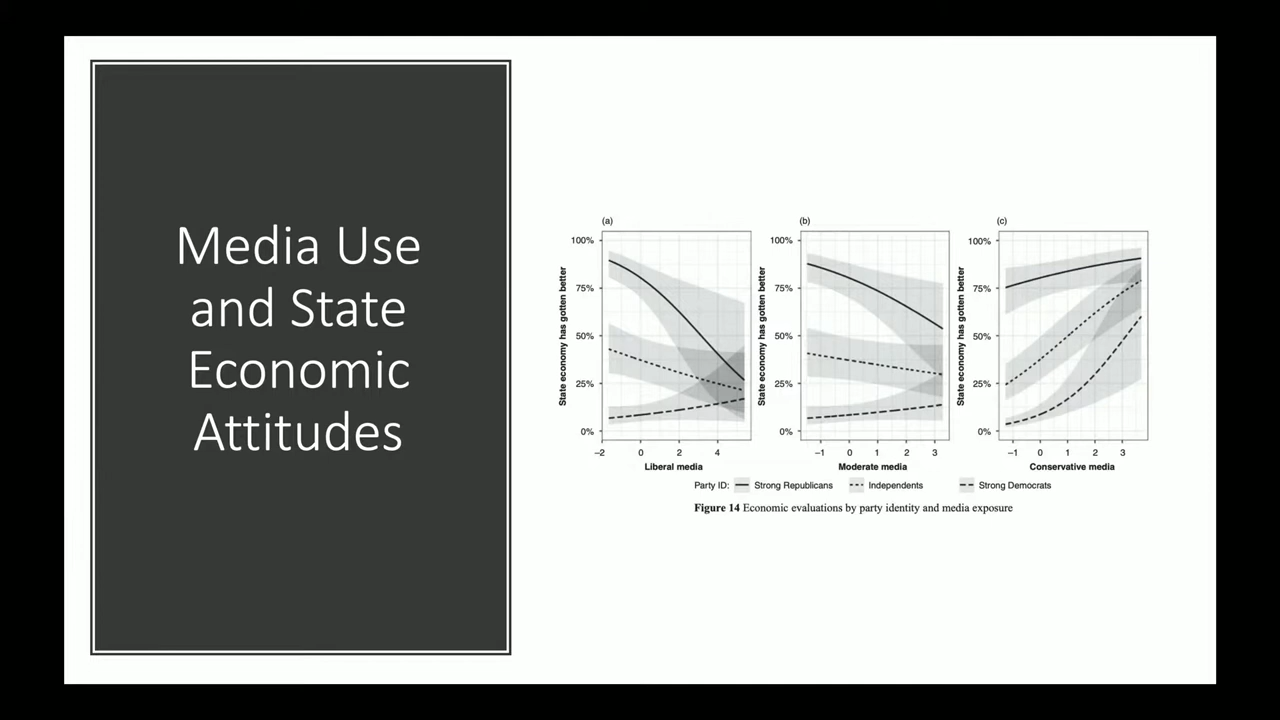 Media Use
and State
Economic
Attitudes
(a)
State economy has gotten better
100%
75%
50%
25%
0%
−2 0 2 4
Liberal media
(b)
State economy has gotten better
100%
75%
50%
25%
0%
−1 0 1 2 3
Moderate media
(c)
State economy has gotten better
100%
75%
50%
25%
0%
−1 0 1 2 3
Conservative media
Party ID: Strong Republicans Independents Strong Democrats
Figure 14 Economic evaluations by party identity and media exposure